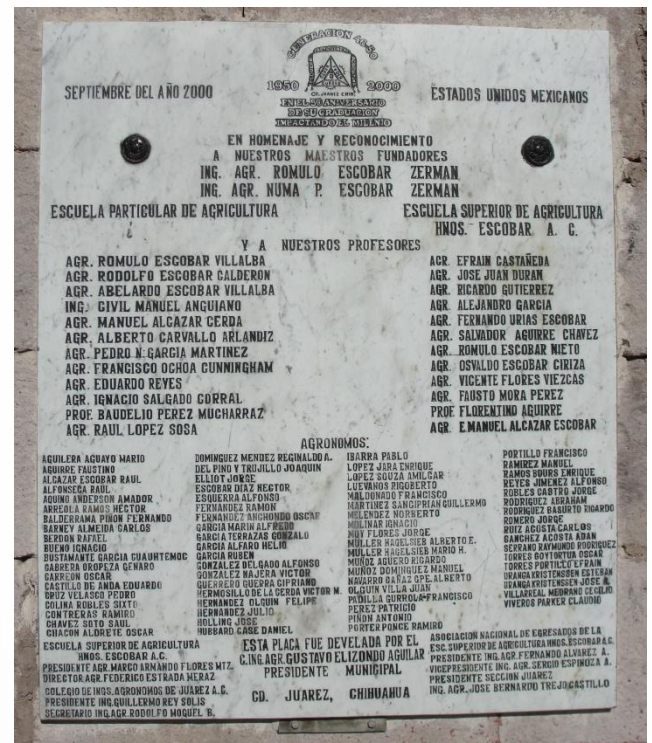 GENERACION 46-50
CD. JUAREZ CHIH.
1950 2000
EN EL 50 ANIVERSARIO
DE SU GRADUACION
IMPACTANDO EL MILENIO
SEPTIEMBRE DEL AÑO 2000
ESTADOS UNIDOS MEXICANOS
EN HOMENAJE Y RECONOCIMIENTO
A NUESTROS MAESTROS FUNDADORES
ING. AGR. ROMULO ESCOBAR ZERMAN
ING. AGR. NUMA P. ESCOBAR ZERMAN
ESCUELA PARTICULAR DE AGRICULTURA
ESCUELA SUPERIOR DE AGRICULTURA
HNOS. ESCOBAR A. C.
Y A NUESTROS PROFESORES
AGR. ROMULO ESCOBAR VILLALBA
AGR. RODOLFO ESCOBAR CALDERON
AGR. ABELARDO ESCOBAR VILLALBA
ING. CIVIL MANUEL ANGUIANO
AGR. MANUEL ALCAZAR CERDA
AGR. ALBERTO CARVALLO ARLANDIZ
AGR. PEDRO N. GARCIA MARTINEZ
AGR. FRANCISCO OCHOA CUNNINGHAM
AGR. EDUARDO REYES
AGR. IGNACIO SALGADO CORRAL
PROF. BAUDELIO PEREZ MUCHARRAZ
AGR. RAUL LOPEZ SOSA
AGR. EFRAIN CASTAÑEDA
AGR. JOSE JUAN DURAN
AGR. RICARDO GUTIERREZ
AGR. ALEJANDRO GARCIA
AGR. FERNANDO URIAS ESCOBAR
AGR. SALVADOR AGUIRRE CHAVEZ
AGR. ROMULO ESCOBAR NIETO
AGR. OSVALDO ESCOBAR CIRIZA
AGR. VICENTE FLORES VIEZCAS
AGR. FAUSTO MORA PEREZ
PROF. FLORENTINO AGUIRRE
AGR. E.MANUEL ALCAZAR ESCOBAR
AGRONOMOS:
AGUILERA AGUAYO MARIO
AGUIRRE FAUSTINO
ALCAZAR ESCOBAR RAUL
ALFONSECA RAUL
AQUINO ANDERSON AMADOR
ARREOLA RAMOS HECTOR
BALDERRAMA PIÑON FERNANDO
BARNEY ALMEIDA CARLOS
BERDON RAFAEL
BUENO IGNACIO
BUSTAMANTE GARCIA CUAUHTEMOC
CABRERA OROPEZA GENARO
CARREON OSCAR
CASTILLO DE ANDA EDUARDO
CRUZ VELASCO PEDRO
COLINA ROBLES SIXTO
CONTRERAS RAMIRO
CHAVEZ SOTO SAUL
CHACON ALDRETE OSCAR
DOMINGUEZ MENDEZ REGINALDO A.
DEL PINO Y TRUJILLO JOAQUIN
ELLIOT JORGE
ESCOBAR DIAZ HECTOR
ESQUERRA ALFONSO
FERNANDEZ RAMON
FERNANDEZ ANCHONDO OSCAR
GARCIA MARIN ALFREDO
GARCIA TERRAZAS GONZALO
GARCIA ALFARO HELIO
GARCIA RUBEN
GONZALEZ DELGADO ALFONSO
GONZALEZ NAJERA VICTOR
GUERRERO GUERRA CIPRIANO
HERMOSILLO DE LA CERDA VICTOR M.
HERNANDEZ OLGUIN FELIPE
HERNANDEZ JULIO
HOLLING JOSE
HUBBARD CASE DANIEL
IBARRA PABLO
LOPEZ JARA ENRIQUE
LOPEZ SOUZA AMILCAR
LUEVANOS RIGOBERTO
MALDONADO FRANCISCO
MARTINEZ SANCIPRIAN GUILLERMO
MELENDEZ NORBERTO
MOLINAR IGNACIO
MOY FLORES JORGE
MULLER HAGELSIEB ALBERTO E.
MULLER HAGELSIEB MARIO H.
MUÑOZ AGUERO RICARDO
MUÑOZ DOMINGUEZ MANUEL
NAVARRO CAÑAZ GPE. ALBERTO
OLGUIN VILLA JUAN
PADILLA GURROLA FRANCISCO
PEREZ PATRICIO
PIÑON ANTONIO
PORTER PONCE RAMIRO
PORTILLO FRANCISCO
RAMIREZ MANUEL
RAMOS BOURS ENRIQUE
REYES JIMENEZ ALFONSO
ROBLES CASTRO JORGE
RODRIGUEZ ABRAHAM
RODRIGUEZ BASURTO RICARDO
ROMERO JORGE
RUIZ ACOSTA CARLOS
SANCHEZ ACOSTA ADAN
SERRANO RAYMUNDO RODRIGUEZ
TORRES GOYTORTUA OSCAR
TORRES PORTILLO EFRAIN
URANGA KRISTENSSEN ESTEBAN
URANGA KRISTENSSEN JOSE
VILLARREAL MEDRANO CECILIO
VIVEROS PARKER CLAUDIO
ESCUELA SUPERIOR DE AGRICULTURA
HNOS. ESCOBAR A.C.
PRESIDENTE AGR. MARCO ARMANDO FLORES MTZ.
DIRECTOR AGR. FEDERICO ESTRADA MERAZ
COLEGIO DE INGS. AGRONOMOS DE JUAREZ A.C.
PRESIDENTE ING. GUILLERMO REY SOLIS
SECRETARIO ING. AGR. RODOLFO MOGUEL B.
ESTA PLACA FUE DEVELADA POR EL
C. ING. AGR. GUSTAVO ELIZONDO AGUILAR
PRESIDENTE MUNICIPAL
CD. JUAREZ, CHIHUAHUA
ASOCIACION NACIONAL DE EGRESADOS DE LA
ESC. SUPERIOR DE AGRICULTURA HNOS. ESCOBAR A.C.
PRESIDENTE ING. AGR. FERNANDO ALVAREZ A.
VICEPRESIDENTE ING. AGR. SERGIO ESPINOZA A.
PRESIDENTE SECCION JUAREZ
ING. AGR. JOSE BERNARDO TREJO CASTILLO